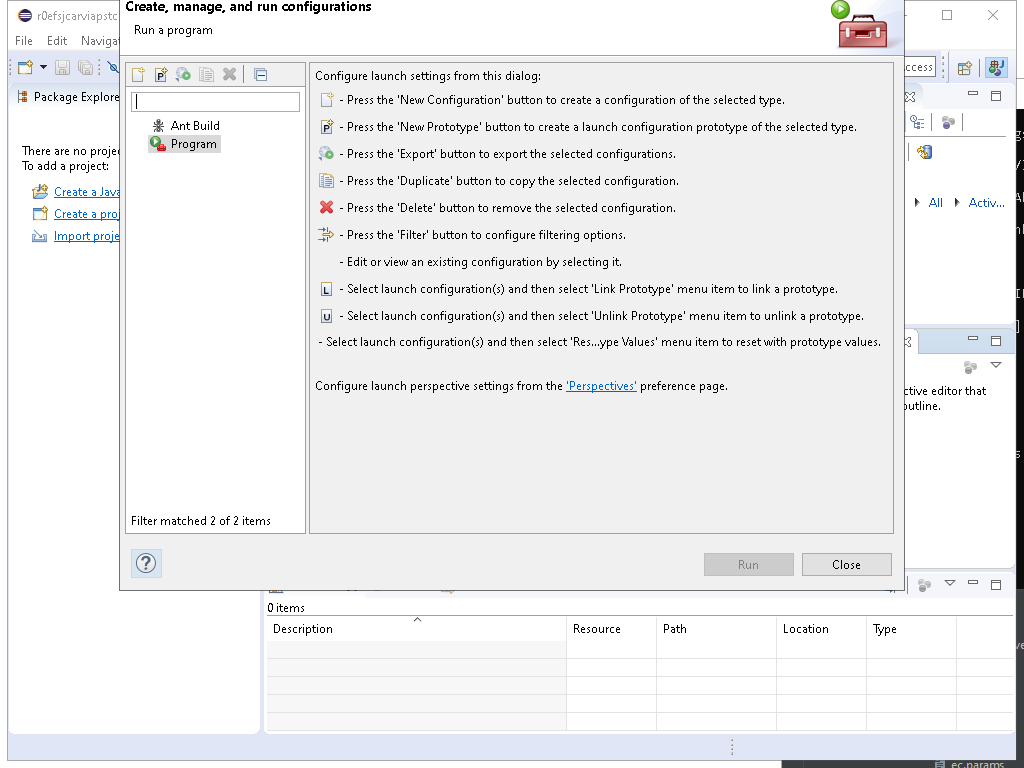 Create, manage, and run configurations
Run a program
r0efsjcarviapstc
File Edit Naviga
ccess
Package Explore
There are no proje
To add a project:
Create a Java
Create a proj
Import proje
Ant Build
Program
Filter matched 2 of 2 items
Configure launch settings from this dialog:
- Press the 'New Configuration' button to create a configuration of the selected type.
- Press the 'New Prototype' button to create a launch configuration prototype of the selected type.
- Press the 'Export' button to export the selected configurations.
- Press the 'Duplicate' button to copy the selected configuration.
- Press the 'Delete' button to remove the selected configuration.
- Press the 'Filter' button to configure filtering options.
- Edit or view an existing configuration by selecting it.
L - Select launch configuration(s) and then select 'Link Prototype' menu item to link a prototype.
U - Select launch configuration(s) and then select 'Unlink Prototype' menu item to unlink a prototype.
- Select launch configuration(s) and then select 'Res...ype Values' menu item to reset with prototype values.
Configure launch perspective settings from the 'Perspectives' preference page.
Run Close
All Activ...
ctive editor that
outline.
0 items
Description Resource Path Location Type
ec.params